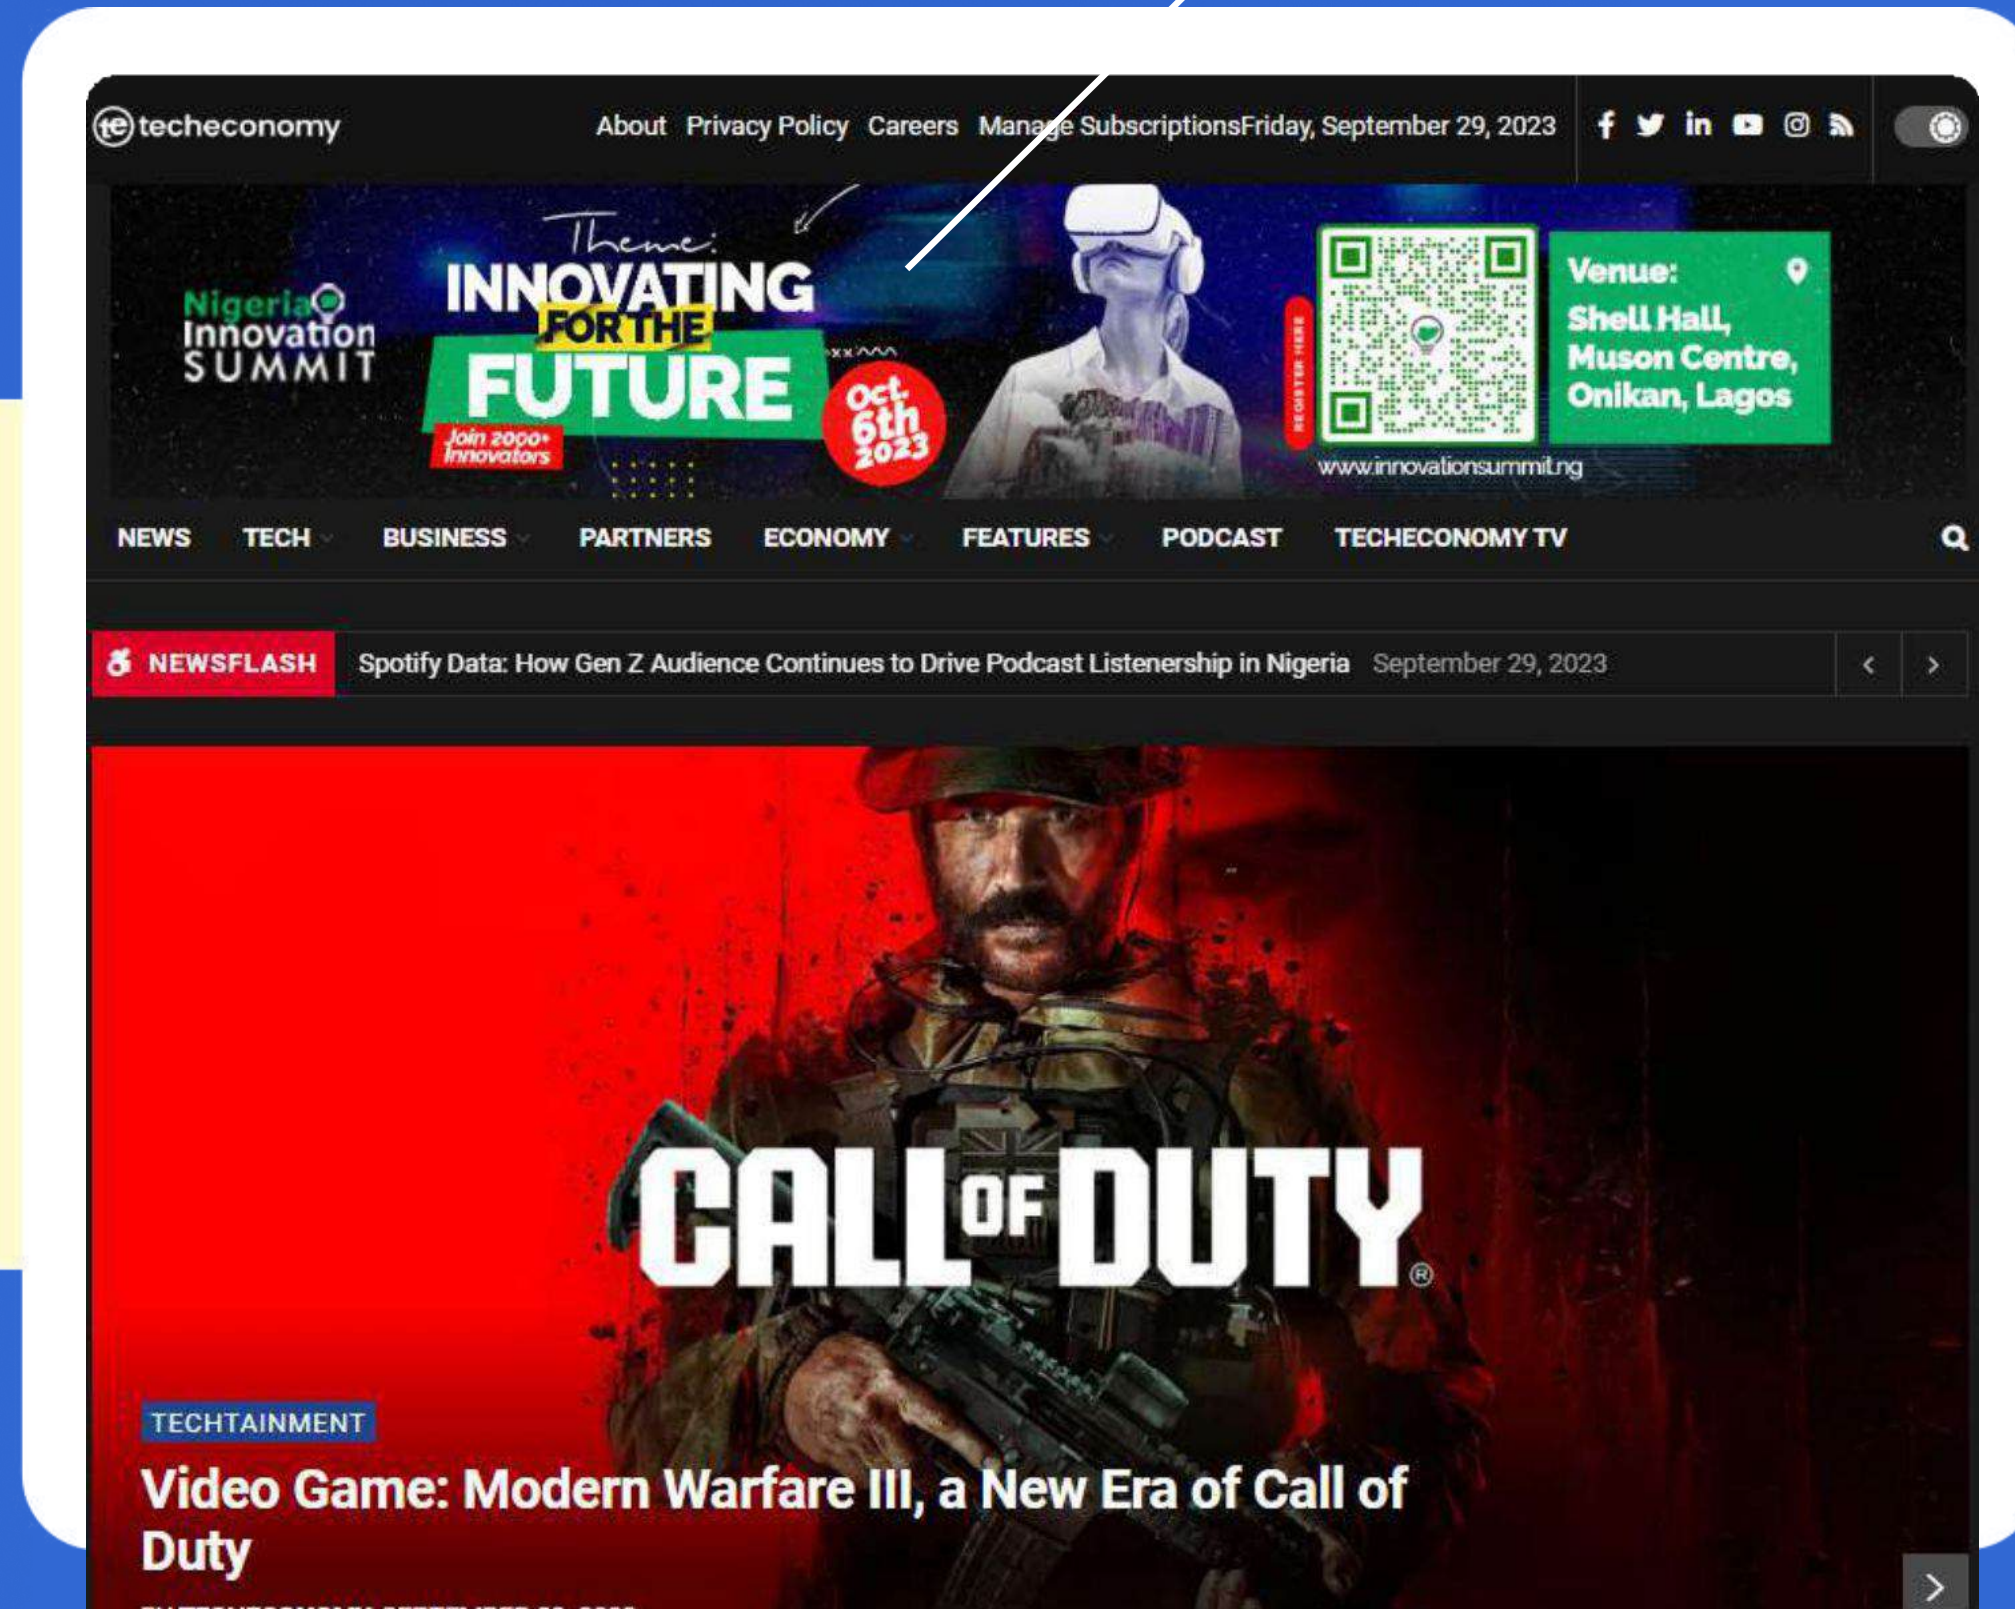 te techeconomy
About Privacy Policy Careers Manage Subscriptions Friday, September 29, 2023
Nigeria
Innovation
SUMMIT
Theme:
INNOVATING
FOR THE
FUTURE
Join 2000+
Innovators
Oct.
6th
2023
REGISTER HERE
www.innovationsummit.ng
Venue:
Shell Hall,
Muson Centre,
Onikan, Lagos
NEWS TECH BUSINESS PARTNERS ECONOMY FEATURES PODCAST TECHECONOMY TV
NEWSFLASH Spotify Data: How Gen Z Audience Continues to Drive Podcast Listenership in Nigeria September 29, 2023
CALL OF DUTY®
TECHTAINMENT
Video Game: Modern Warfare III, a New Era of Call of
Duty